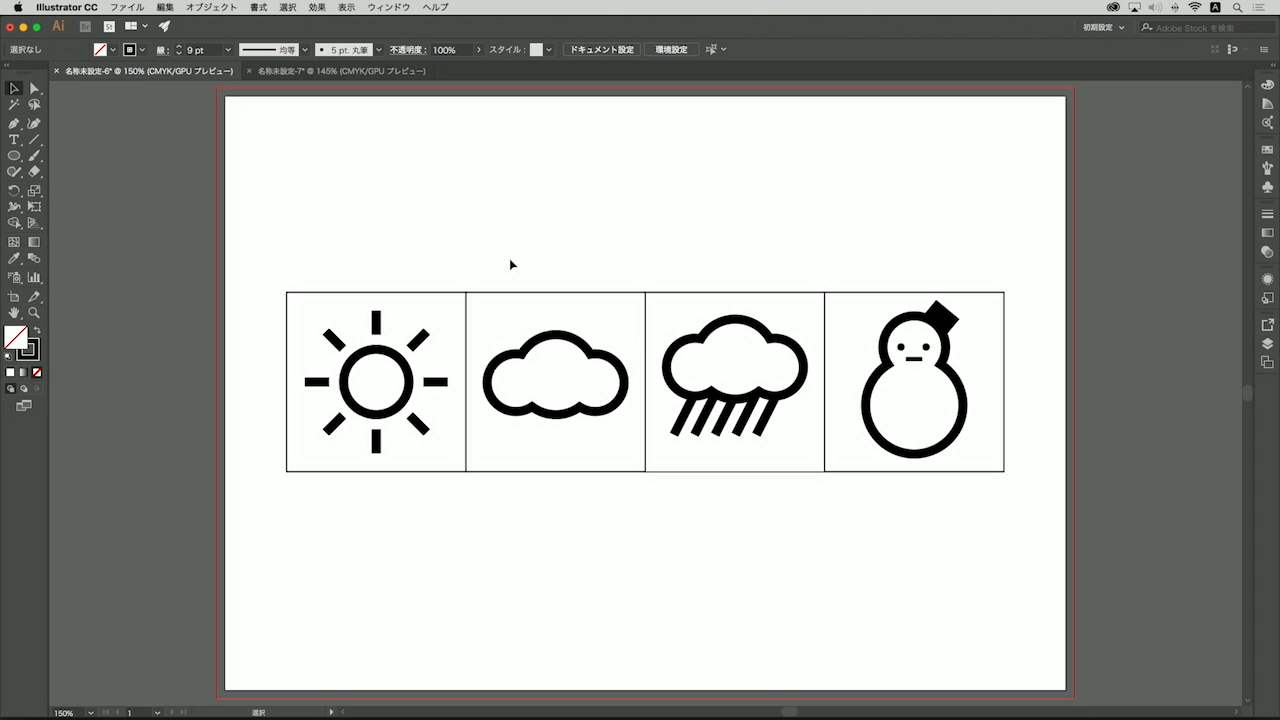 Illustrator CC ファイル 編集 オブジェクト 書式 選択 効果 表示 ウィンドウ ヘルプ
Ai Br St 初期設定 Adobe Stock を検索
選択なし 線: 9 pt 均等 5 pt. 丸筆 不透明度: 100% スタイル: ドキュメント設定 環境設定
× 名称未設定-6* @ 150% (CMYK/GPU プレビュー) × 名称未設定-7* @ 145% (CMYK/GPU プレビュー)
150% 1 選択